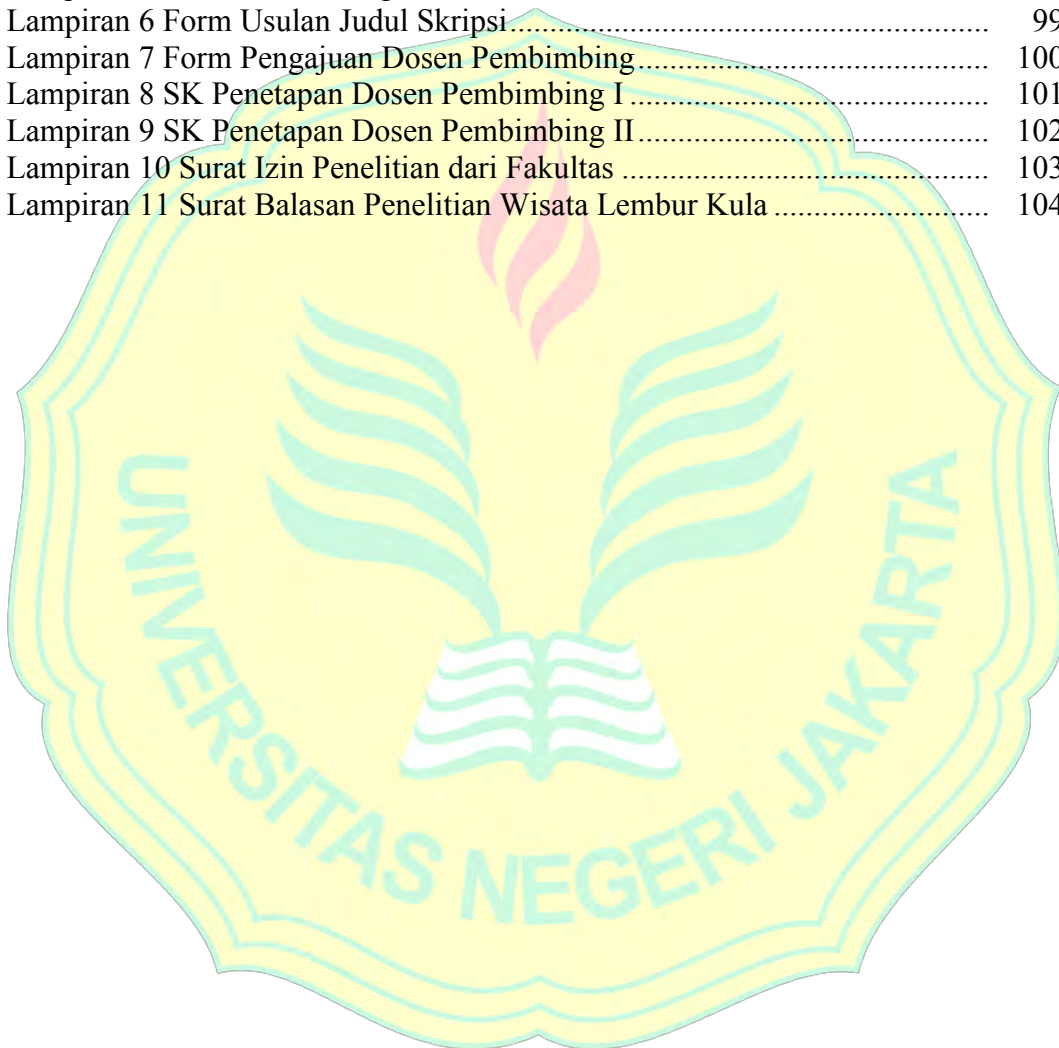 Lampiran 6 Form Usulan Judul Skripsi ........................................................................ 99
Lampiran 7 Form Pengajuan Dosen Pembimbing ..................................................... 100
Lampiran 8 SK Penetapan Dosen Pembimbing I ...................................................... 101
Lampiran 9 SK Penetapan Dosen Pembimbing II ..................................................... 102
Lampiran 10 Surat Izin Penelitian dari Fakultas ....................................................... 103
Lampiran 11 Surat Balasan Penelitian Wisata Lembur Kula ................................ 104
UNIVERSITAS NEGERI JAKARTA